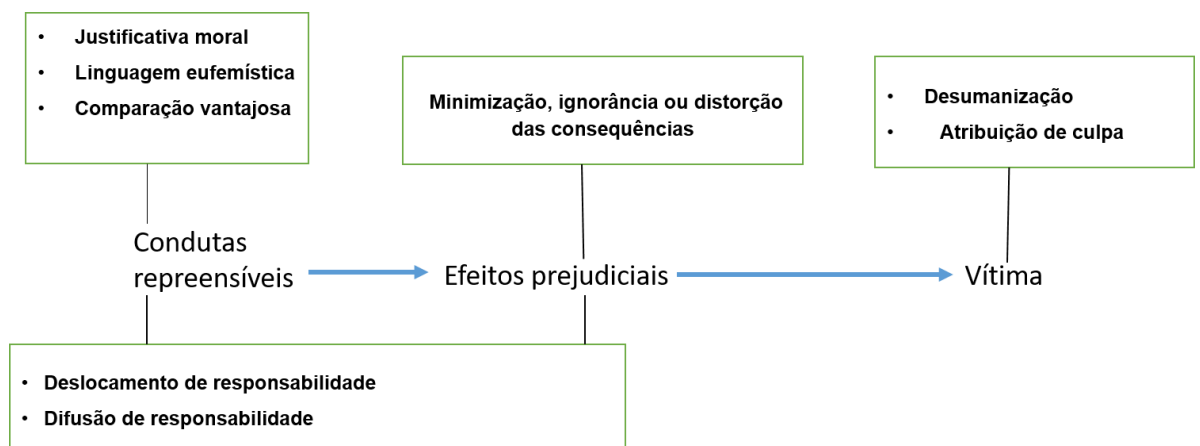 • Justificativa moral
• Linguagem eufemística
• Comparação vantajosa
Minimização, ignorância ou distorção
das consequências
• Desumanização
• Atribuição de culpa
Condutas
repreensíveis
Efeitos prejudiciais
Vítima
• Deslocamento de responsabilidade
• Difusão de responsabilidade